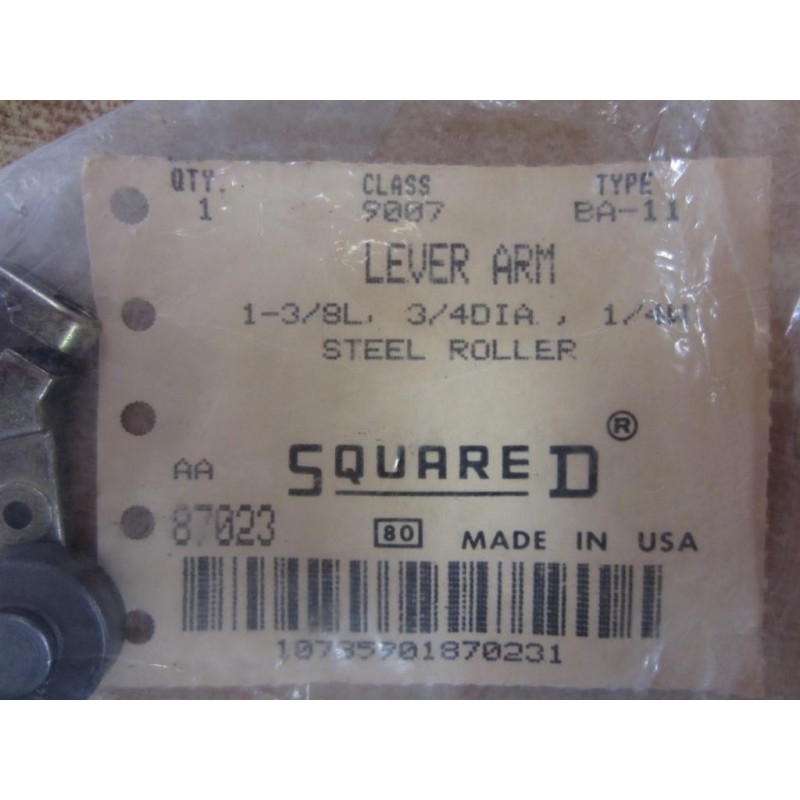 QTY. CLASS TYPE
1 9007 BA-11
LEVER ARM
1-3/8L, 3/4DIA, 1/4W
STEEL ROLLER
SQUARE D ®
AA
87023
80 MADE IN USA
10785901870231